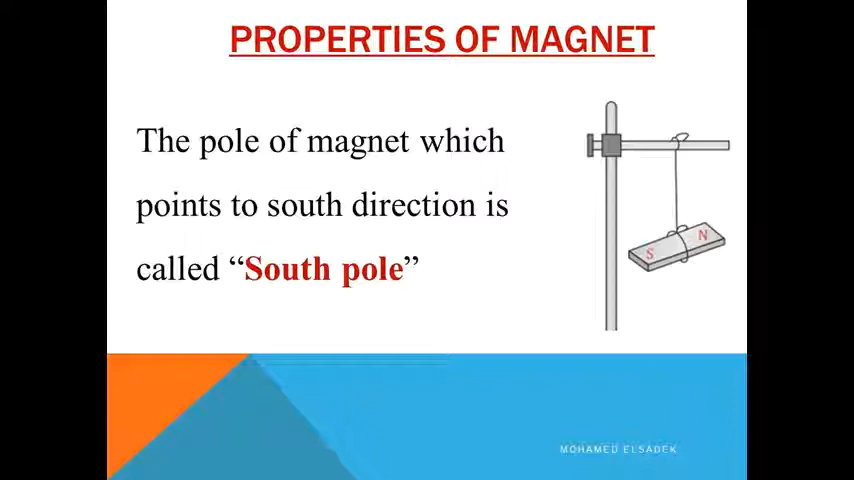 PROPERTIES OF MAGNET
The pole of magnet which
points to south direction is
called “South pole”
S
N
MOHAMED ELSADEK